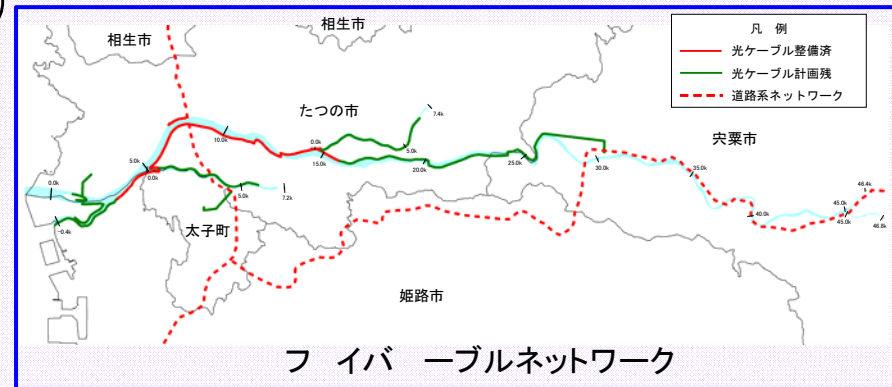 )
相生市
相生市
凡 例
光ケーブル整備済
光ケーブル計画残
道路系ネットワーク
たつの市
宍粟市
7.4k
10.0k
0.0k
5.0k
15.0k
20.0k
25.0k
30.0k
35.0k
5.0k
0.0k
0.0k
5.0k
7.2k
-0.4k
40.0k
45.0k
45.0k
46.4k
46.8k
太子町
姫路市
フ イバ ーブルネットワーク